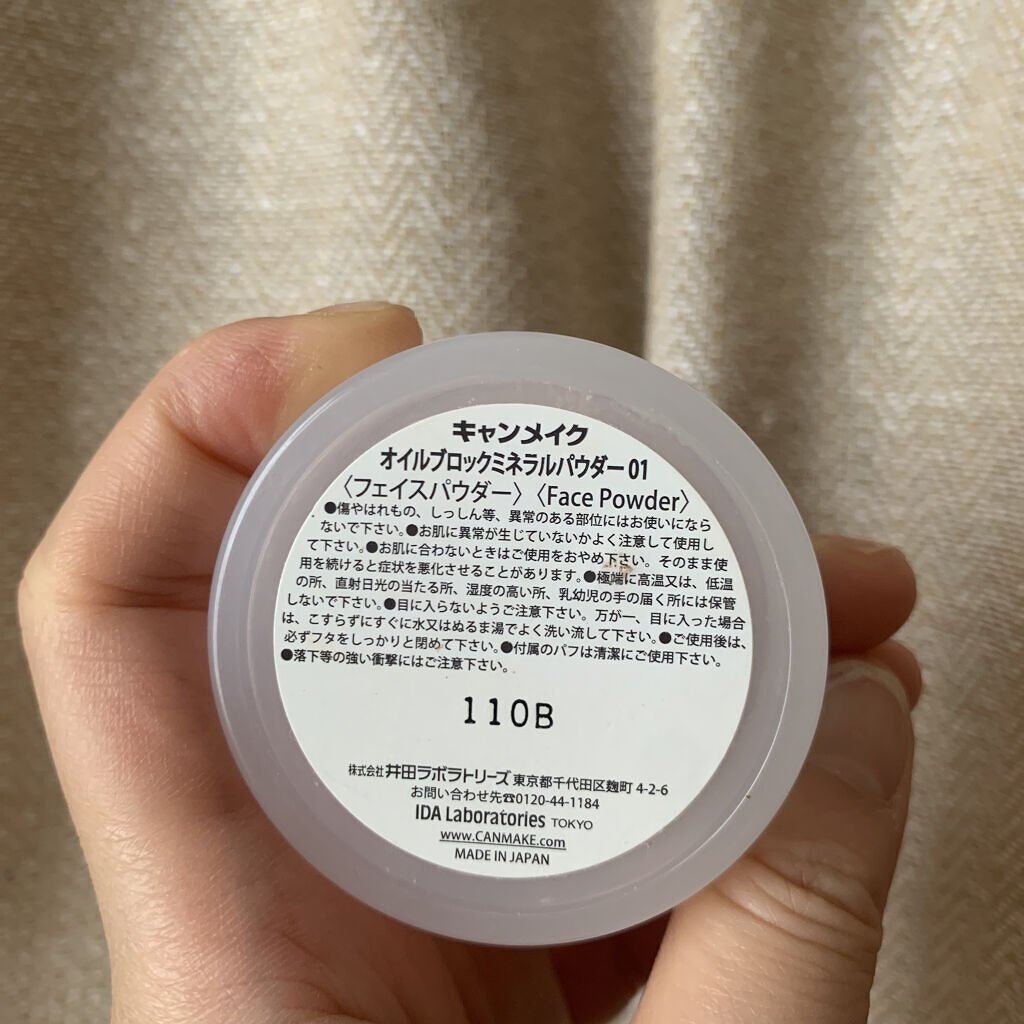 キャンメイク
オイルブロックミネラルパウダー 01
〈フェイスパウダー〉〈Face Powder〉
●傷やはれもの、しっしん等、異常のある部位にはお使いになら
ないで下さい。●お肌に異常が生じていないかよく注意して使用し
て下さい。●お肌に合わないときはご使用をおやめ下さい。そのまま使
用を続けると症状を悪化させることがあります。●極端に高温又は、低温
の所、直射日光の当たる所、湿度の高い所、乳幼児の手の届く所には保管
しないで下さい。●目に入らないようご注意下さい。万が一、目に入った場合
は、こすらずにすぐに水又はぬるま湯でよく洗い流して下さい。●ご使用後は、
必ずフタをしっかりと閉めて下さい。●付属のパフは清潔にご使用下さい。
●落下等の強い衝撃にはご注意下さい。
110B
株式会社 井田ラボラトリーズ 東京都千代田区麹町 4-2-6
お問い合わせ先☎0120-44-1184
IDA Laboratories TOKYO
www.CANMAKE.com
MADE IN JAPAN